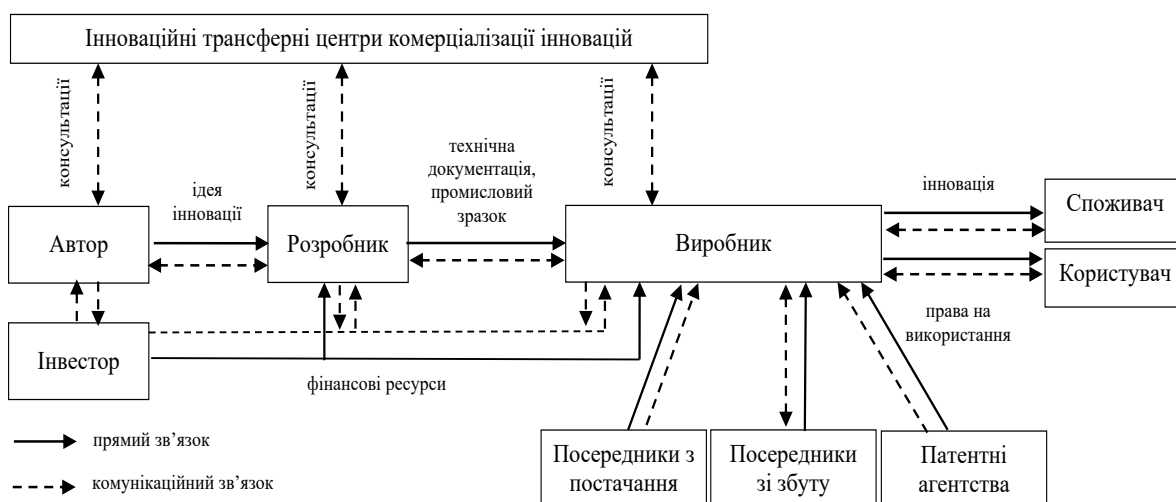 Інноваційні трансферні центри комерціалізації інновацій
консультації
консультації
консультації
ідея
інновації
технічна
документація,
промисловий
зразок
інновація
Автор
Розробник
Виробник
Споживач
Користувач
права на
використання
Інвестор
фінансові ресурси
прямий зв’язок
комунікаційний зв’язок
Посередники з
постачання
Посередники
зі збуту
Патентні
агентства